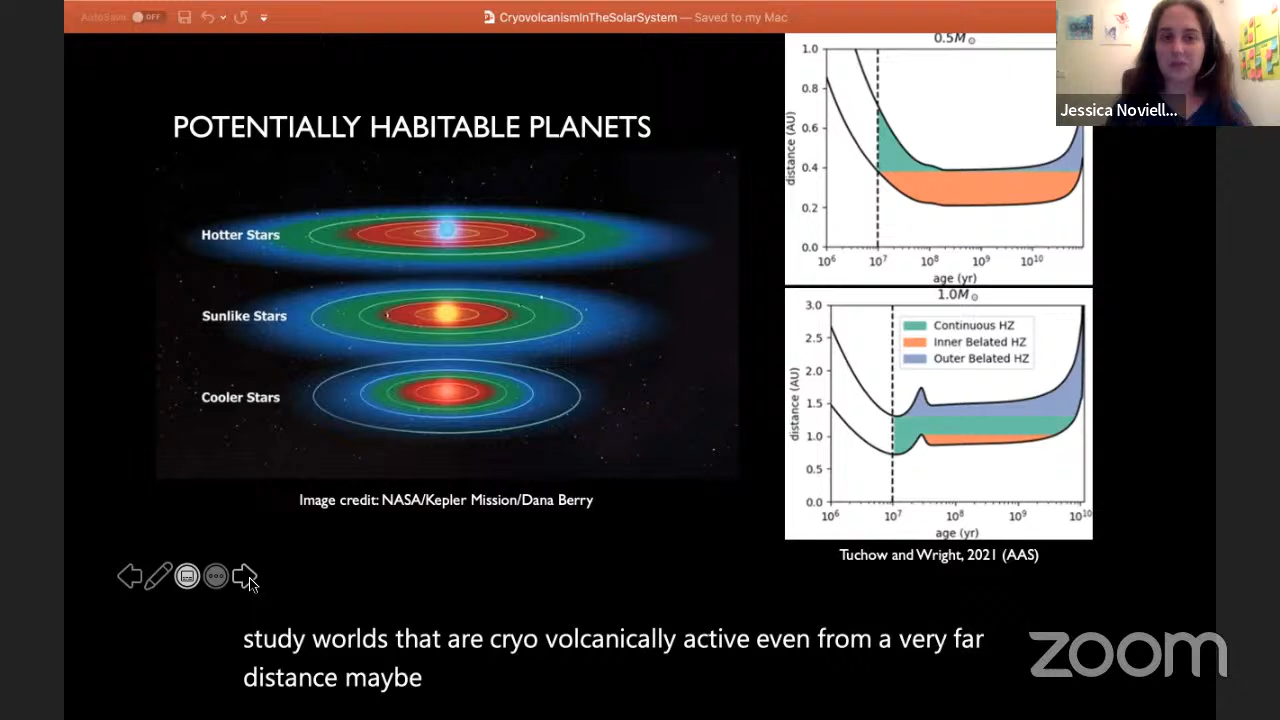 AutoSave OFF
CryovolcanismInTheSolarSystem — Saved to my Mac
Jessica Noviell...
POTENTIALLY HABITABLE PLANETS
Hotter Stars
Sunlike Stars
Cooler Stars
Image credit: NASA/Kepler Mission/Dana Berry
0.5M⊙
1.0
0.8
0.6
0.4
0.2
0.0
distance (AU)
10⁶ 10⁷ 10⁸ 10⁹ 10¹⁰
age (yr)
1.0M⊙
3.0
2.5
2.0
1.5
1.0
0.5
0.0
distance (AU)
Continuous HZ
Inner Belated HZ
Outer Belated HZ
10⁶ 10⁷ 10⁸ 10⁹ 10¹⁰
age (yr)
Tuchow and Wright, 2021 (AAS)
study worlds that are cryo volcanically active even from a very far
distance maybe
zoom